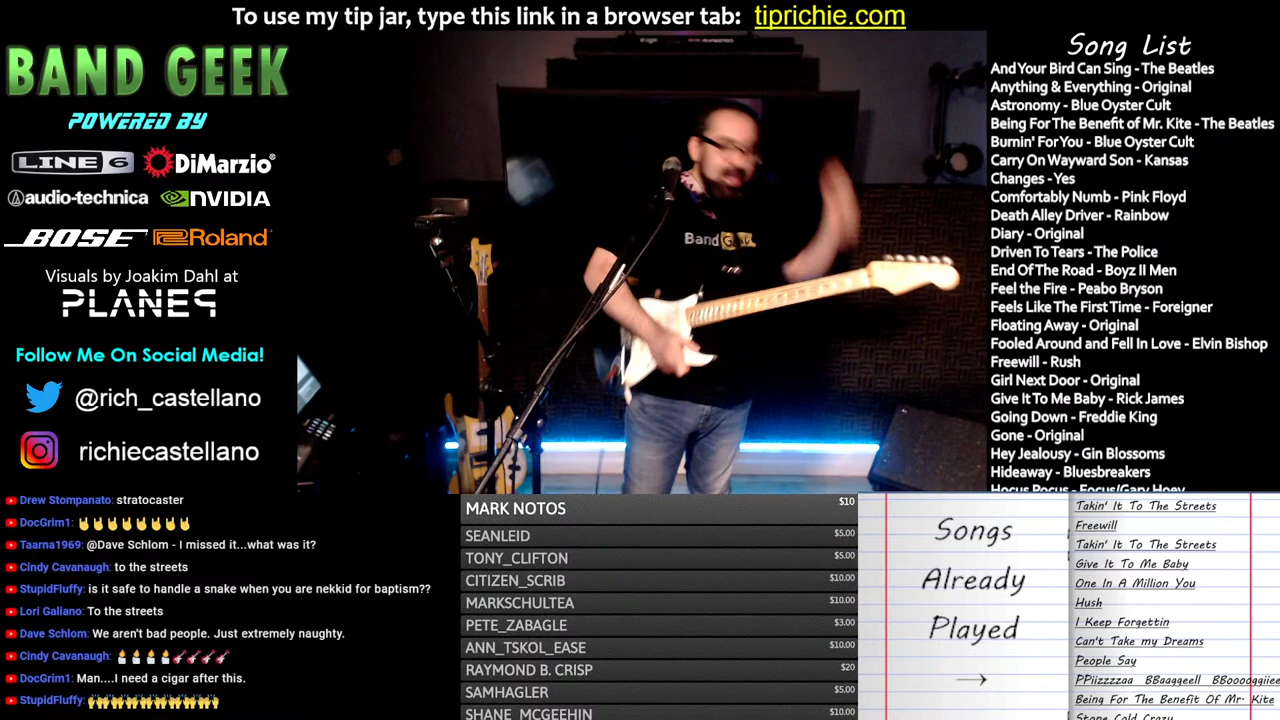 To use my tip jar, type this link in a browser tab: tiprichie.com
BAND GEEK
POWERED BY
LINE 6
DiMarzio
audio-technica
NVIDIA
BOSE
Roland
Visuals by Joakim Dahl at
PLANE9
Follow Me On Social Media!
@rich_castellano
richiecastellano
Drew Stompanato: stratocaster
DocGrim1:
Taarna1969: @Dave Schlom - I missed it...what was it?
Cindy Cavanaugh: to the streets
StupidFluffy: is it safe to handle a snake when you are nekkid for baptism??
Lori Galiano: To the streets
Dave Schlom: We aren't bad people. Just extremely naughty.
Cindy Cavanaugh:
DocGrim1: Man....I need a cigar after this.
StupidFluffy:
Band Geek
MARK NOTOS $10
SEANLEID $5.00
TONY_CLIFTON $5.00
CITIZEN_SCRIB $10.00
MARKSCHULTEA $10.00
PETE_ZABAGLE $3.00
ANN_TSKOL_EASE $10.00
RAYMOND B. CRISP $20
SAMHAGLER $5.00
SHANE_MCGEEHIN $10.00
Song List
And Your Bird Can Sing - The Beatles
Anything & Everything - Original
Astronomy - Blue Oyster Cult
Being For The Benefit of Mr. Kite - The Beatles
Burnin' For You - Blue Oyster Cult
Carry On Wayward Son - Kansas
Changes - Yes
Comfortably Numb - Pink Floyd
Death Alley Driver - Rainbow
Diary - Original
Driven To Tears - The Police
End Of The Road - Boyz II Men
Feel the Fire - Peabo Bryson
Feels Like The First Time - Foreigner
Floating Away - Original
Fooled Around and Fell In Love - Elvin Bishop
Freewill - Rush
Girl Next Door - Original
Give It To Me Baby - Rick James
Going Down - Freddie King
Gone - Original
Hey Jealousy - Gin Blossoms
Hideaway - Bluesbreakers
Hocus Pocus - Focus/Gary Hoey
Songs
Already
Played
→
Takin' It To The Streets
Freewill
Takin' It To The Streets
Give It To Me Baby
One In A Million You
Hush
I Keep Forgettin
Can't Take my Dreams
People Say
PPiizzzzaa BBaaggeell BBooooggiiee
Being For The Benefit Of Mr. Kite
Stone Cold Crazy